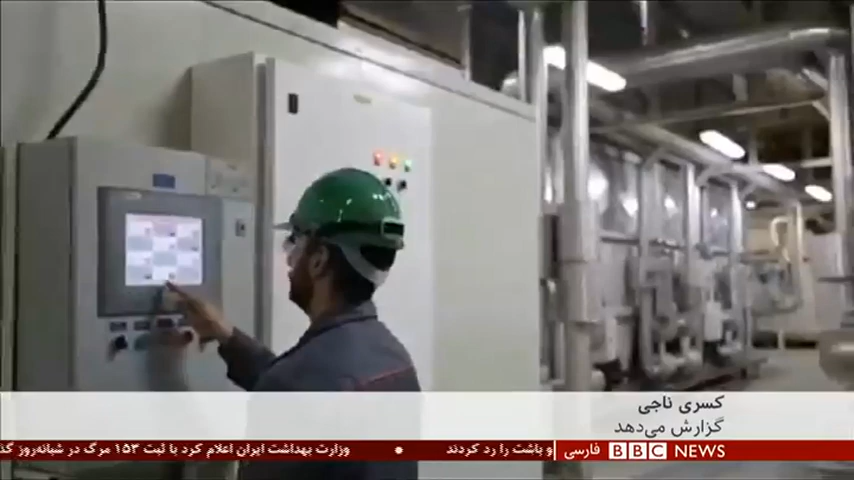 کسری ناجی
گزارش می‌دهد
و باشت را رد کردند • وزارت بهداشت ایران اعلام کرد با ثبت ۱۵۳ مرگ در شبانه‌روز گذ
BBC NEWS فارسی